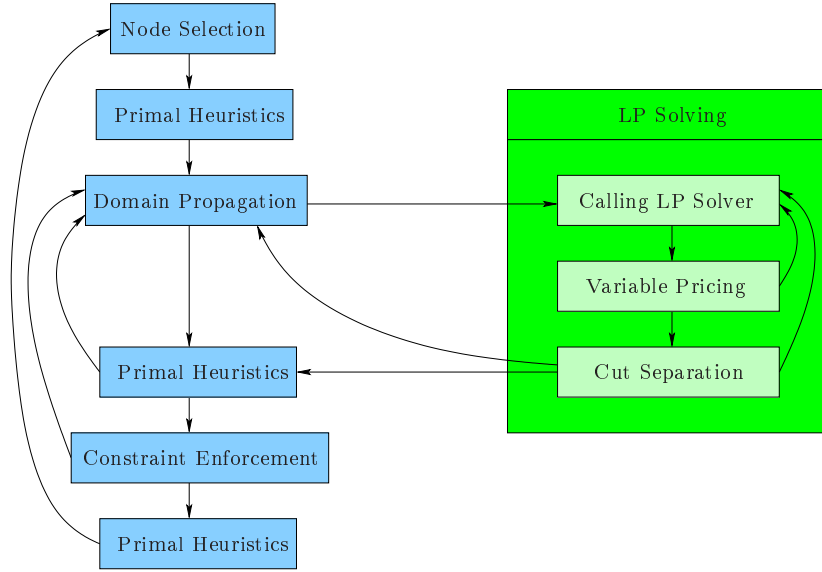 Node Selection
Primal Heuristics
LP Solving
Domain Propagation
Calling LP Solver
Variable Pricing
Primal Heuristics
Cut Separation
Constraint Enforcement
Primal Heuristics